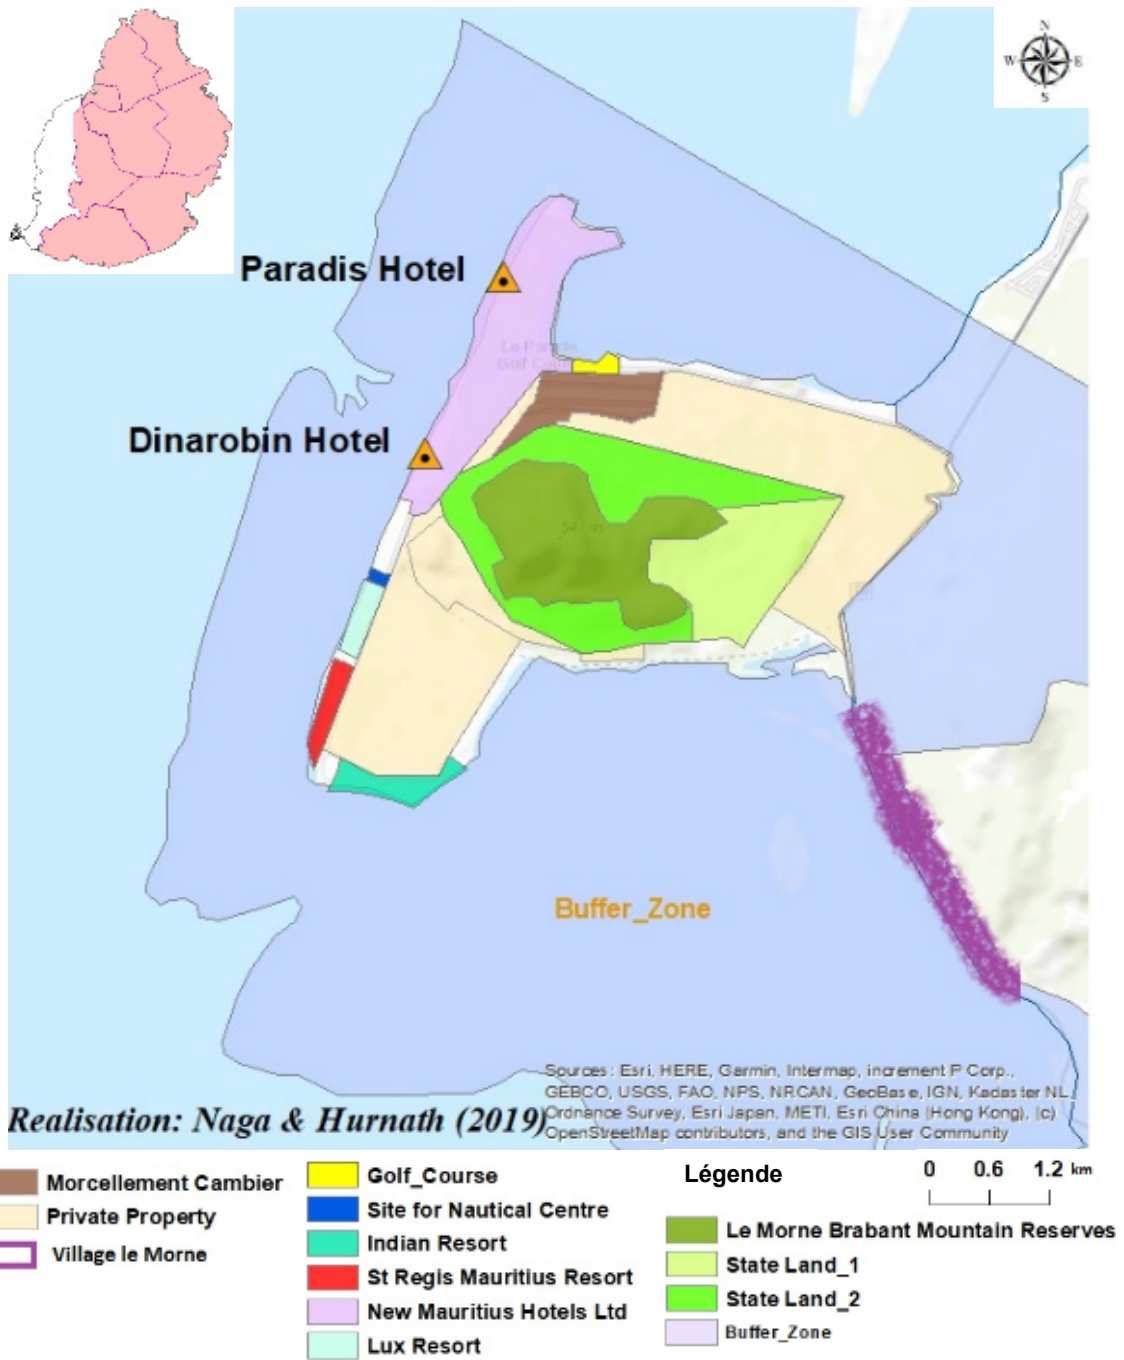 N
W E
S
Paradis Hotel
Le Paradis
Golf Course
Dinarobin Hotel
Buffer_Zone
Sources: Esri, HERE, Garmin, Intermap, increment P Corp.,
GEBCO, USGS, FAO, NPS, NRCAN, GeoBase, IGN, Kadaster NL,
Ordnance Survey, Esri Japan, METI, Esri China (Hong Kong), (c)
OpenStreetMap contributors, and the GIS User Community
Realisation: Naga & Hurnath (2019)
Légende
0 0.6 1.2 km
Morcellement Cambier
Private Property
Village le Morne
Golf_Course
Site for Nautical Centre
Indian Resort
St Regis Mauritius Resort
New Mauritius Hotels Ltd
Lux Resort
Le Morne Brabant Mountain Reserves
State Land_1
State Land_2
Buffer_Zone